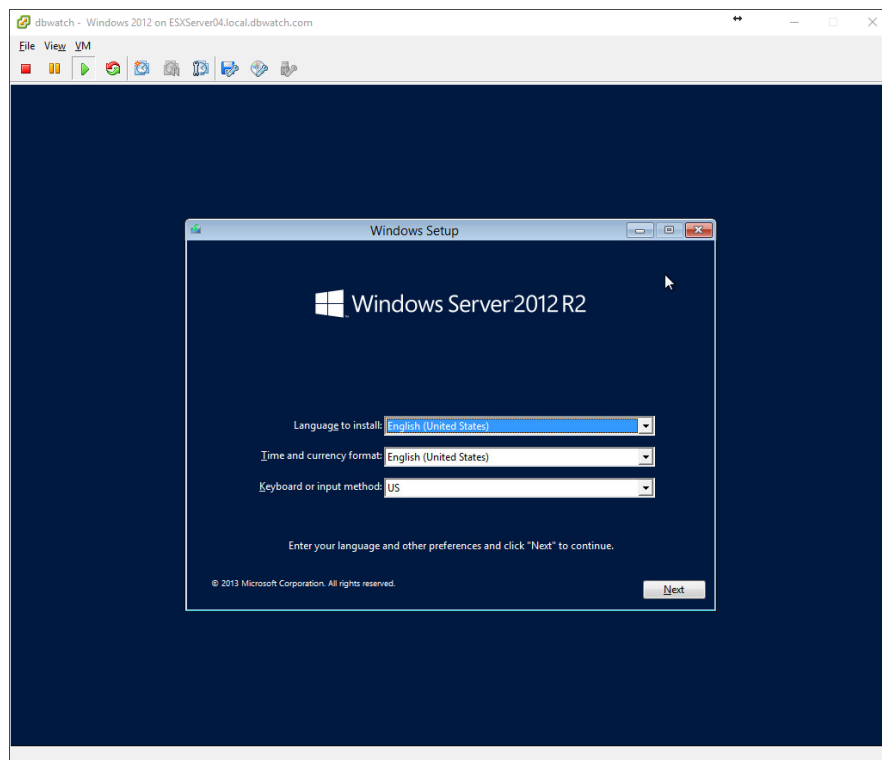 dbwatch - Windows 2012 on ESXServer04.local.dbwatch.com
File View VM
Windows Setup
Windows Server 2012 R2
Language to install: English (United States)
Time and currency format: English (United States)
Keyboard or input method: US
Enter your language and other preferences and click "Next" to continue.
© 2013 Microsoft Corporation. All rights reserved.
Next